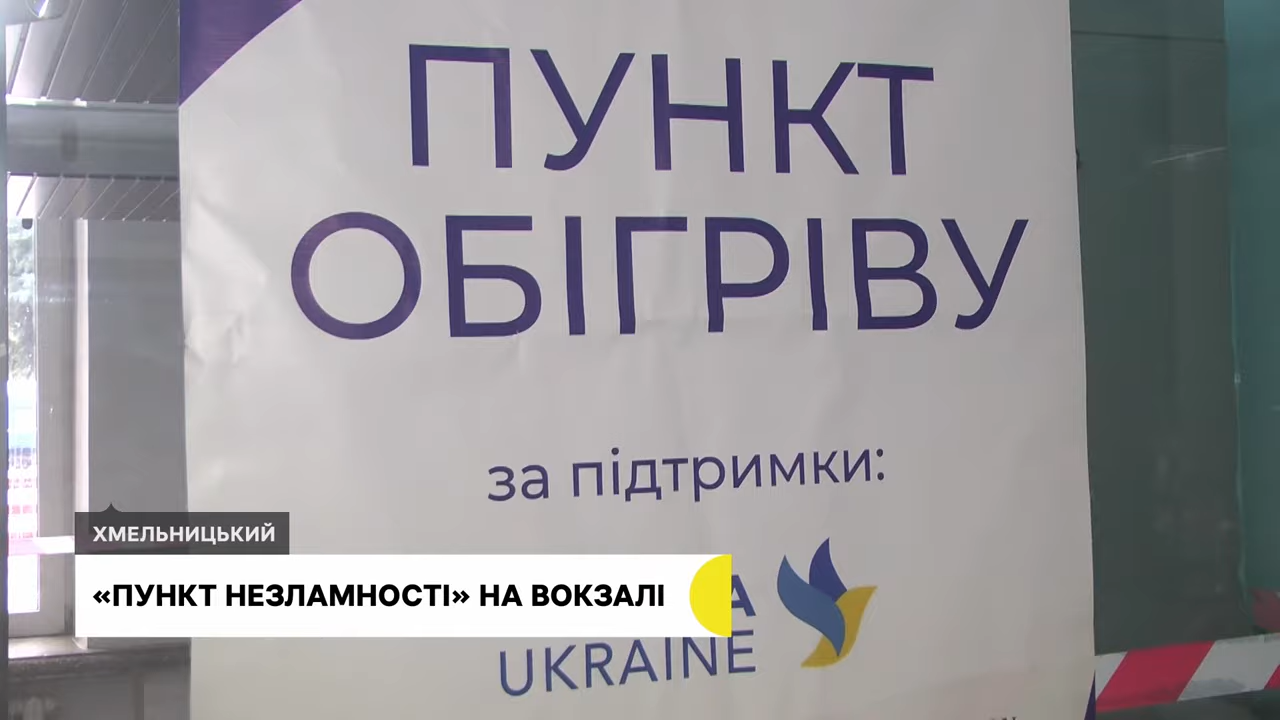 ПУНКТ
ОБІГРІВУ
за підтримки:
UKRAINE
ХМЕЛЬНИЦЬКИЙ
«ПУНКТ НЕЗЛАМНОСТІ» НА ВОКЗАЛІ